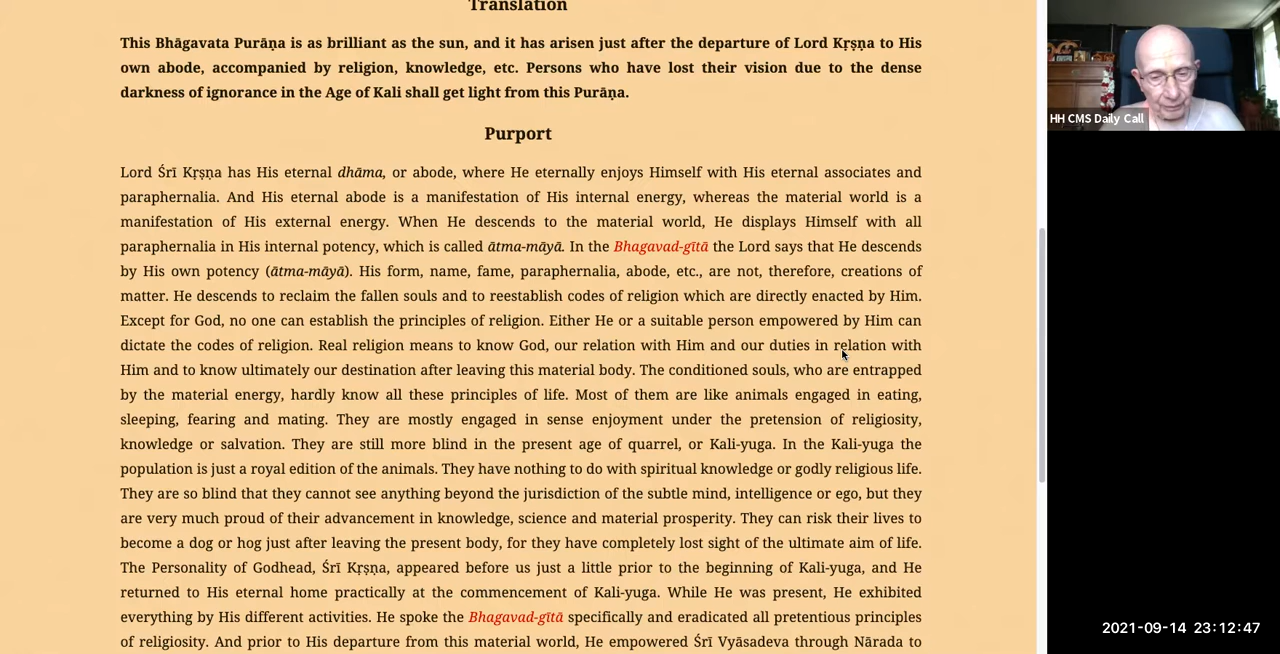 Translation
This Bhāgavata Purāṇa is as brilliant as the sun, and it has arisen just after the departure of Lord Kṛṣṇa to His
own abode, accompanied by religion, knowledge, etc. Persons who have lost their vision due to the dense
darkness of ignorance in the Age of Kali shall get light from this Purāṇa.
Purport
Lord Śrī Kṛṣṇa has His eternal dhāma, or abode, where He eternally enjoys Himself with His eternal associates and
paraphernalia. And His eternal abode is a manifestation of His internal energy, whereas the material world is a
manifestation of His external energy. When He descends to the material world, He displays Himself with all
paraphernalia in His internal potency, which is called ātma-māyā. In the Bhagavad-gītā the Lord says that He descends
by His own potency (ātma-māyā). His form, name, fame, paraphernalia, abode, etc., are not, therefore, creations of
matter. He descends to reclaim the fallen souls and to reestablish codes of religion which are directly enacted by Him.
Except for God, no one can establish the principles of religion. Either He or a suitable person empowered by Him can
dictate the codes of religion. Real religion means to know God, our relation with Him and our duties in relation with
Him and to know ultimately our destination after leaving this material body. The conditioned souls, who are entrapped
by the material energy, hardly know all these principles of life. Most of them are like animals engaged in eating,
sleeping, fearing and mating. They are mostly engaged in sense enjoyment under the pretension of religiosity,
knowledge or salvation. They are still more blind in the present age of quarrel, or Kali-yuga. In the Kali-yuga the
population is just a royal edition of the animals. They have nothing to do with spiritual knowledge or godly religious life.
They are so blind that they cannot see anything beyond the jurisdiction of the subtle mind, intelligence or ego, but they
are very much proud of their advancement in knowledge, science and material prosperity. They can risk their lives to
become a dog or hog just after leaving the present body, for they have completely lost sight of the ultimate aim of life.
The Personality of Godhead, Śrī Kṛṣṇa, appeared before us just a little prior to the beginning of Kali-yuga, and He
returned to His eternal home practically at the commencement of Kali-yuga. While He was present, He exhibited
everything by His different activities. He spoke the Bhagavad-gītā specifically and eradicated all pretentious principles
of religiosity. And prior to His departure from this material world, He empowered Śrī Vyāsadeva through Nārada to
HH CMS Daily Call
2021-09-14 23:12:47